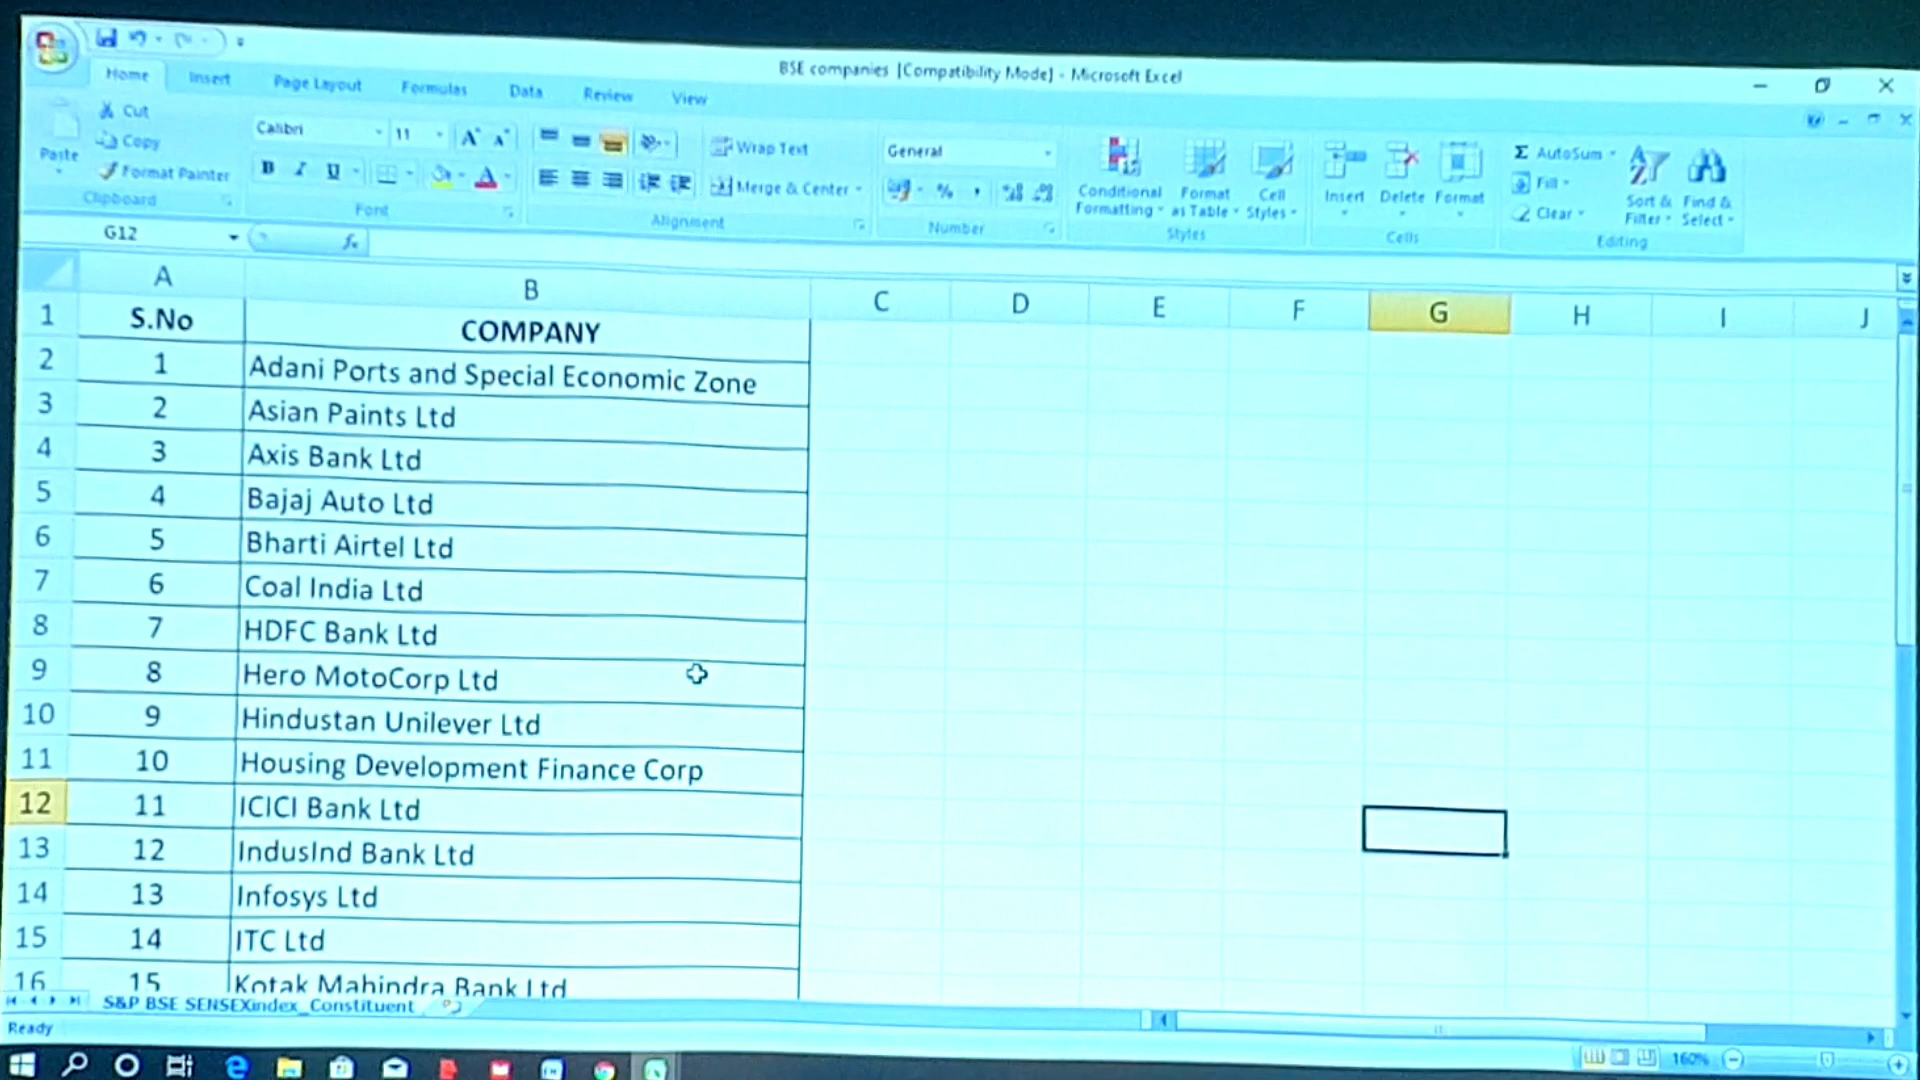 BSE companies [Compatibility Mode] - Microsoft Excel
Home Insert Page Layout Formulas Data Review View
Cut
Copy
Format Painter
Paste
Clipboard
Calibri 11
B I U
Font
Wrap Text
Merge & Center
Alignment
General
%
Number
Conditional Formatting
Format as Table
Cell Styles
Styles
Insert Delete Format
Cells
Σ AutoSum
Fill
Clear
Sort & Filter
Find & Select
Editing
G12 fx
A B C D E F G H I J
1 S.No COMPANY
2 1 Adani Ports and Special Economic Zone
3 2 Asian Paints Ltd
4 3 Axis Bank Ltd
5 4 Bajaj Auto Ltd
6 5 Bharti Airtel Ltd
7 6 Coal India Ltd
8 7 HDFC Bank Ltd
9 8 Hero MotoCorp Ltd
10 9 Hindustan Unilever Ltd
11 10 Housing Development Finance Corp
12 11 ICICI Bank Ltd
13 12 IndusInd Bank Ltd
14 13 Infosys Ltd
15 14 ITC Ltd
16 15 Kotak Mahindra Bank Ltd
S&P BSE SENSEXindex_Constituent
Ready
160%